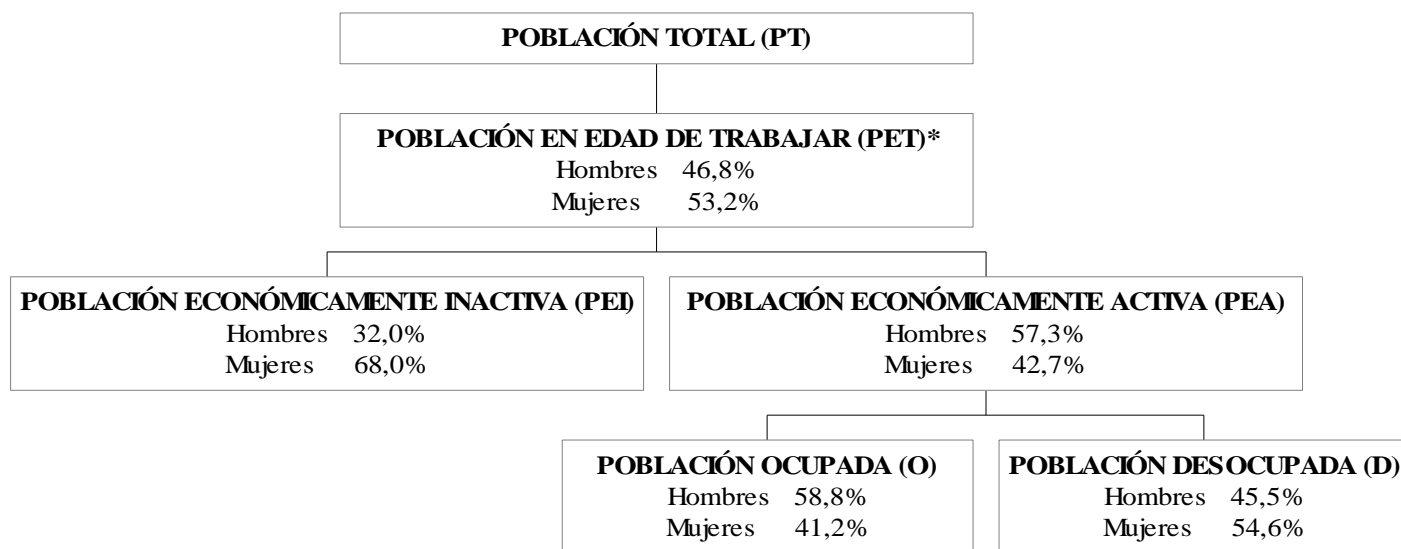 POBLACIÓN TOTAL (PT)
POBLACIÓN EN EDAD DE TRABAJAR (PET)*
Hombres 46,8%
Mujeres 53,2%
POBLACIÓN ECONÓMICAMENTE INACTIVA (PEI)
Hombres 32,0%
Mujeres 68,0%
POBLACIÓN ECONÓMICAMENTE ACTIVA (PEA)
Hombres 57,3%
Mujeres 42,7%
POBLACIÓN OCUPADA (O)
Hombres 58,8%
Mujeres 41,2%
POBLACIÓN DESOCUPADA (D)
Hombres 45,5%
Mujeres 54,6%